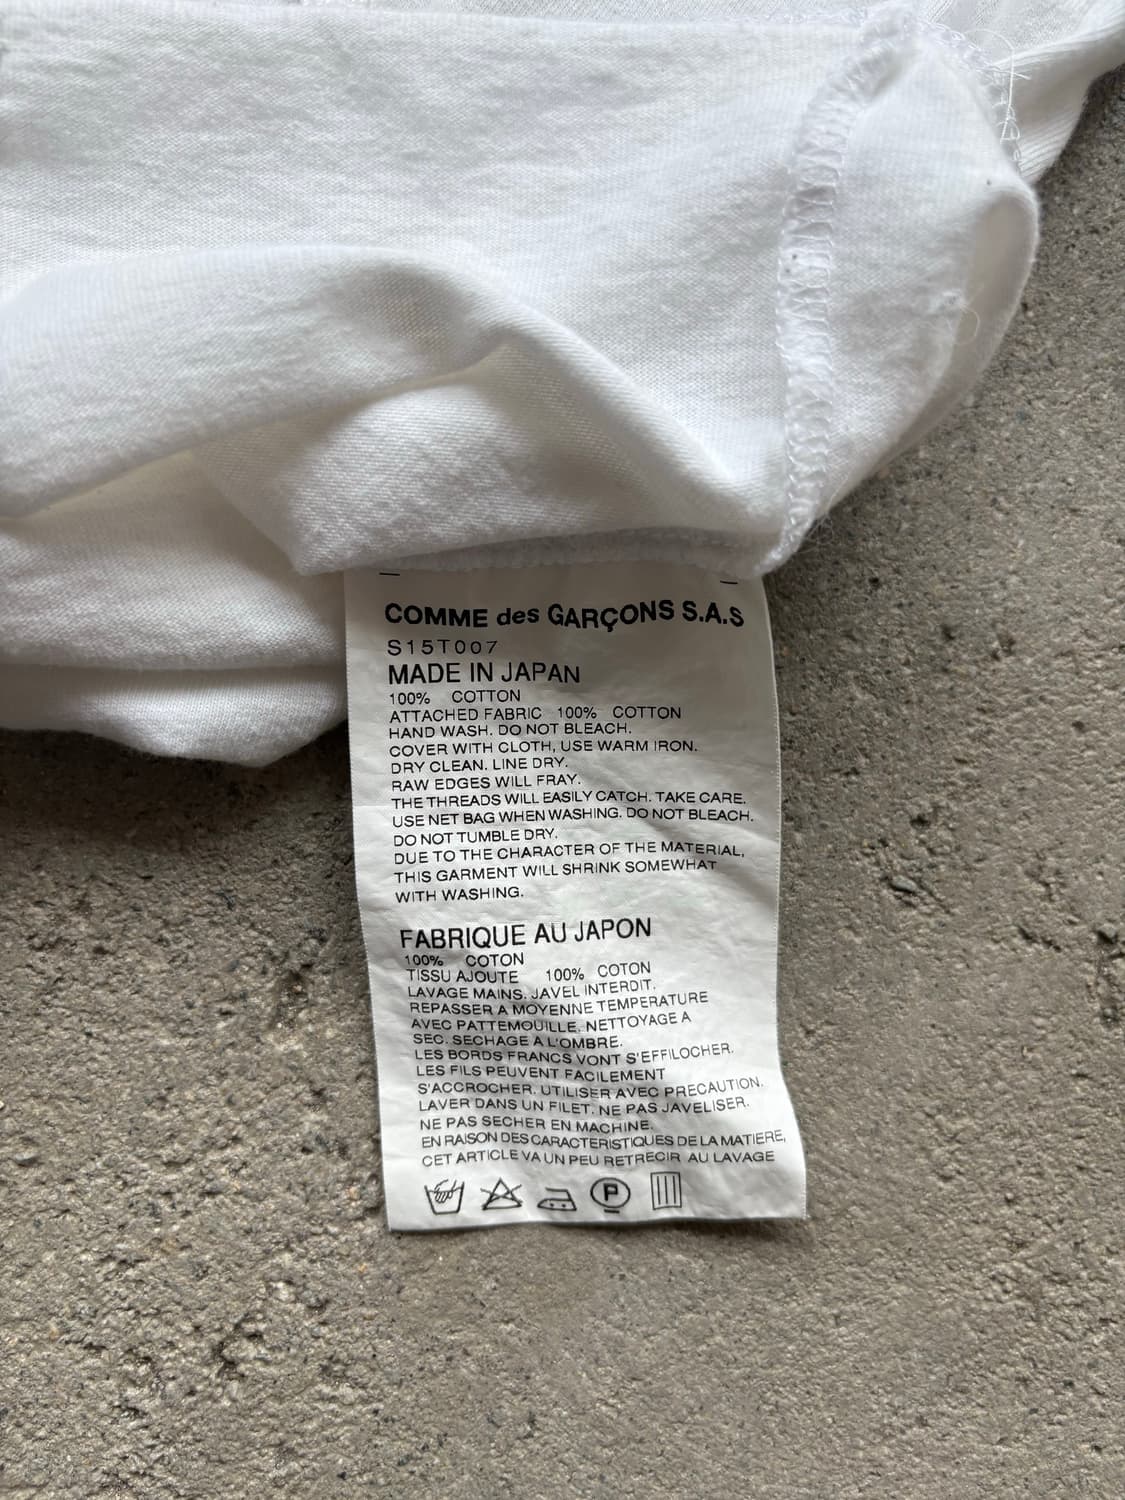 COMME des GARÇONS S.A.S
S15T007
MADE IN JAPAN
100% COTTON
ATTACHED FABRIC 100% COTTON
HAND WASH. DO NOT BLEACH.
COVER WITH CLOTH, USE WARM IRON.
DRY CLEAN. LINE DRY.
RAW EDGES WILL FRAY.
THE THREADS WILL EASILY CATCH. TAKE CARE.
USE NET BAG WHEN WASHING. DO NOT BLEACH.
DO NOT TUMBLE DRY.
DUE TO THE CHARACTER OF THE MATERIAL,
THIS GARMENT WILL SHRINK SOMEWHAT
WITH WASHING.
FABRIQUE AU JAPON
100% COTON
TISSU AJOUTE 100% COTON
LAVAGE MAINS. JAVEL INTERDIT.
REPASSER A MOYENNE TEMPERATURE
AVEC PATTEMOUILLE, NETTOYAGE A
SEC. SECHAGE A L'OMBRE.
LES BORDS FRANCS VONT S'EFFILOCHER.
LES FILS PEUVENT FACILEMENT
S'ACCROCHER. UTILISER AVEC PRECAUTION.
LAVER DANS UN FILET. NE PAS JAVELISER.
NE PAS SECHER EN MACHINE.
EN RAISON DES CARACTERISTIQUES DE LA MATIERE,
CET ARTICLE VA UN PEU RETRECIR AU LAVAGE
P